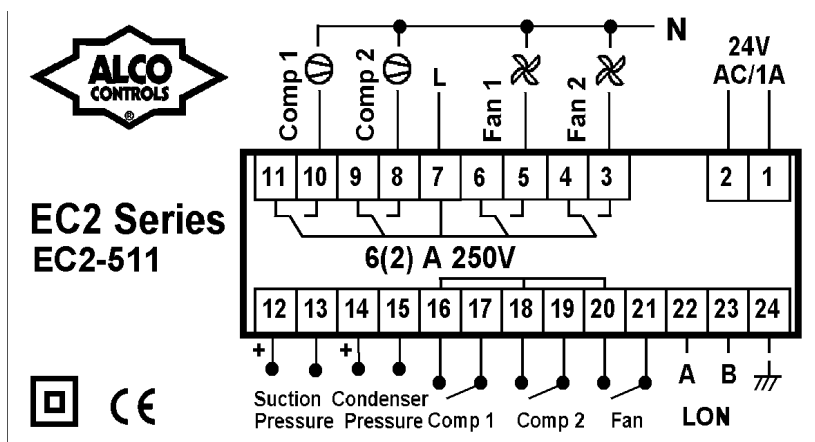 N
24V
AC/1A
Comp 1
Comp 2
L
Fan 1
Fan 2
ALCO
CONTROLS
®
11 10 9 8 7 6 5 4 3 2 1
EC2 Series
EC2-511
6(2) A 250V
12 13 14 15 16 17 18 19 20 21 22 23 24
+ +
A B
Suction Condenser
Pressure Pressure Comp 1 Comp 2 Fan LON
CE